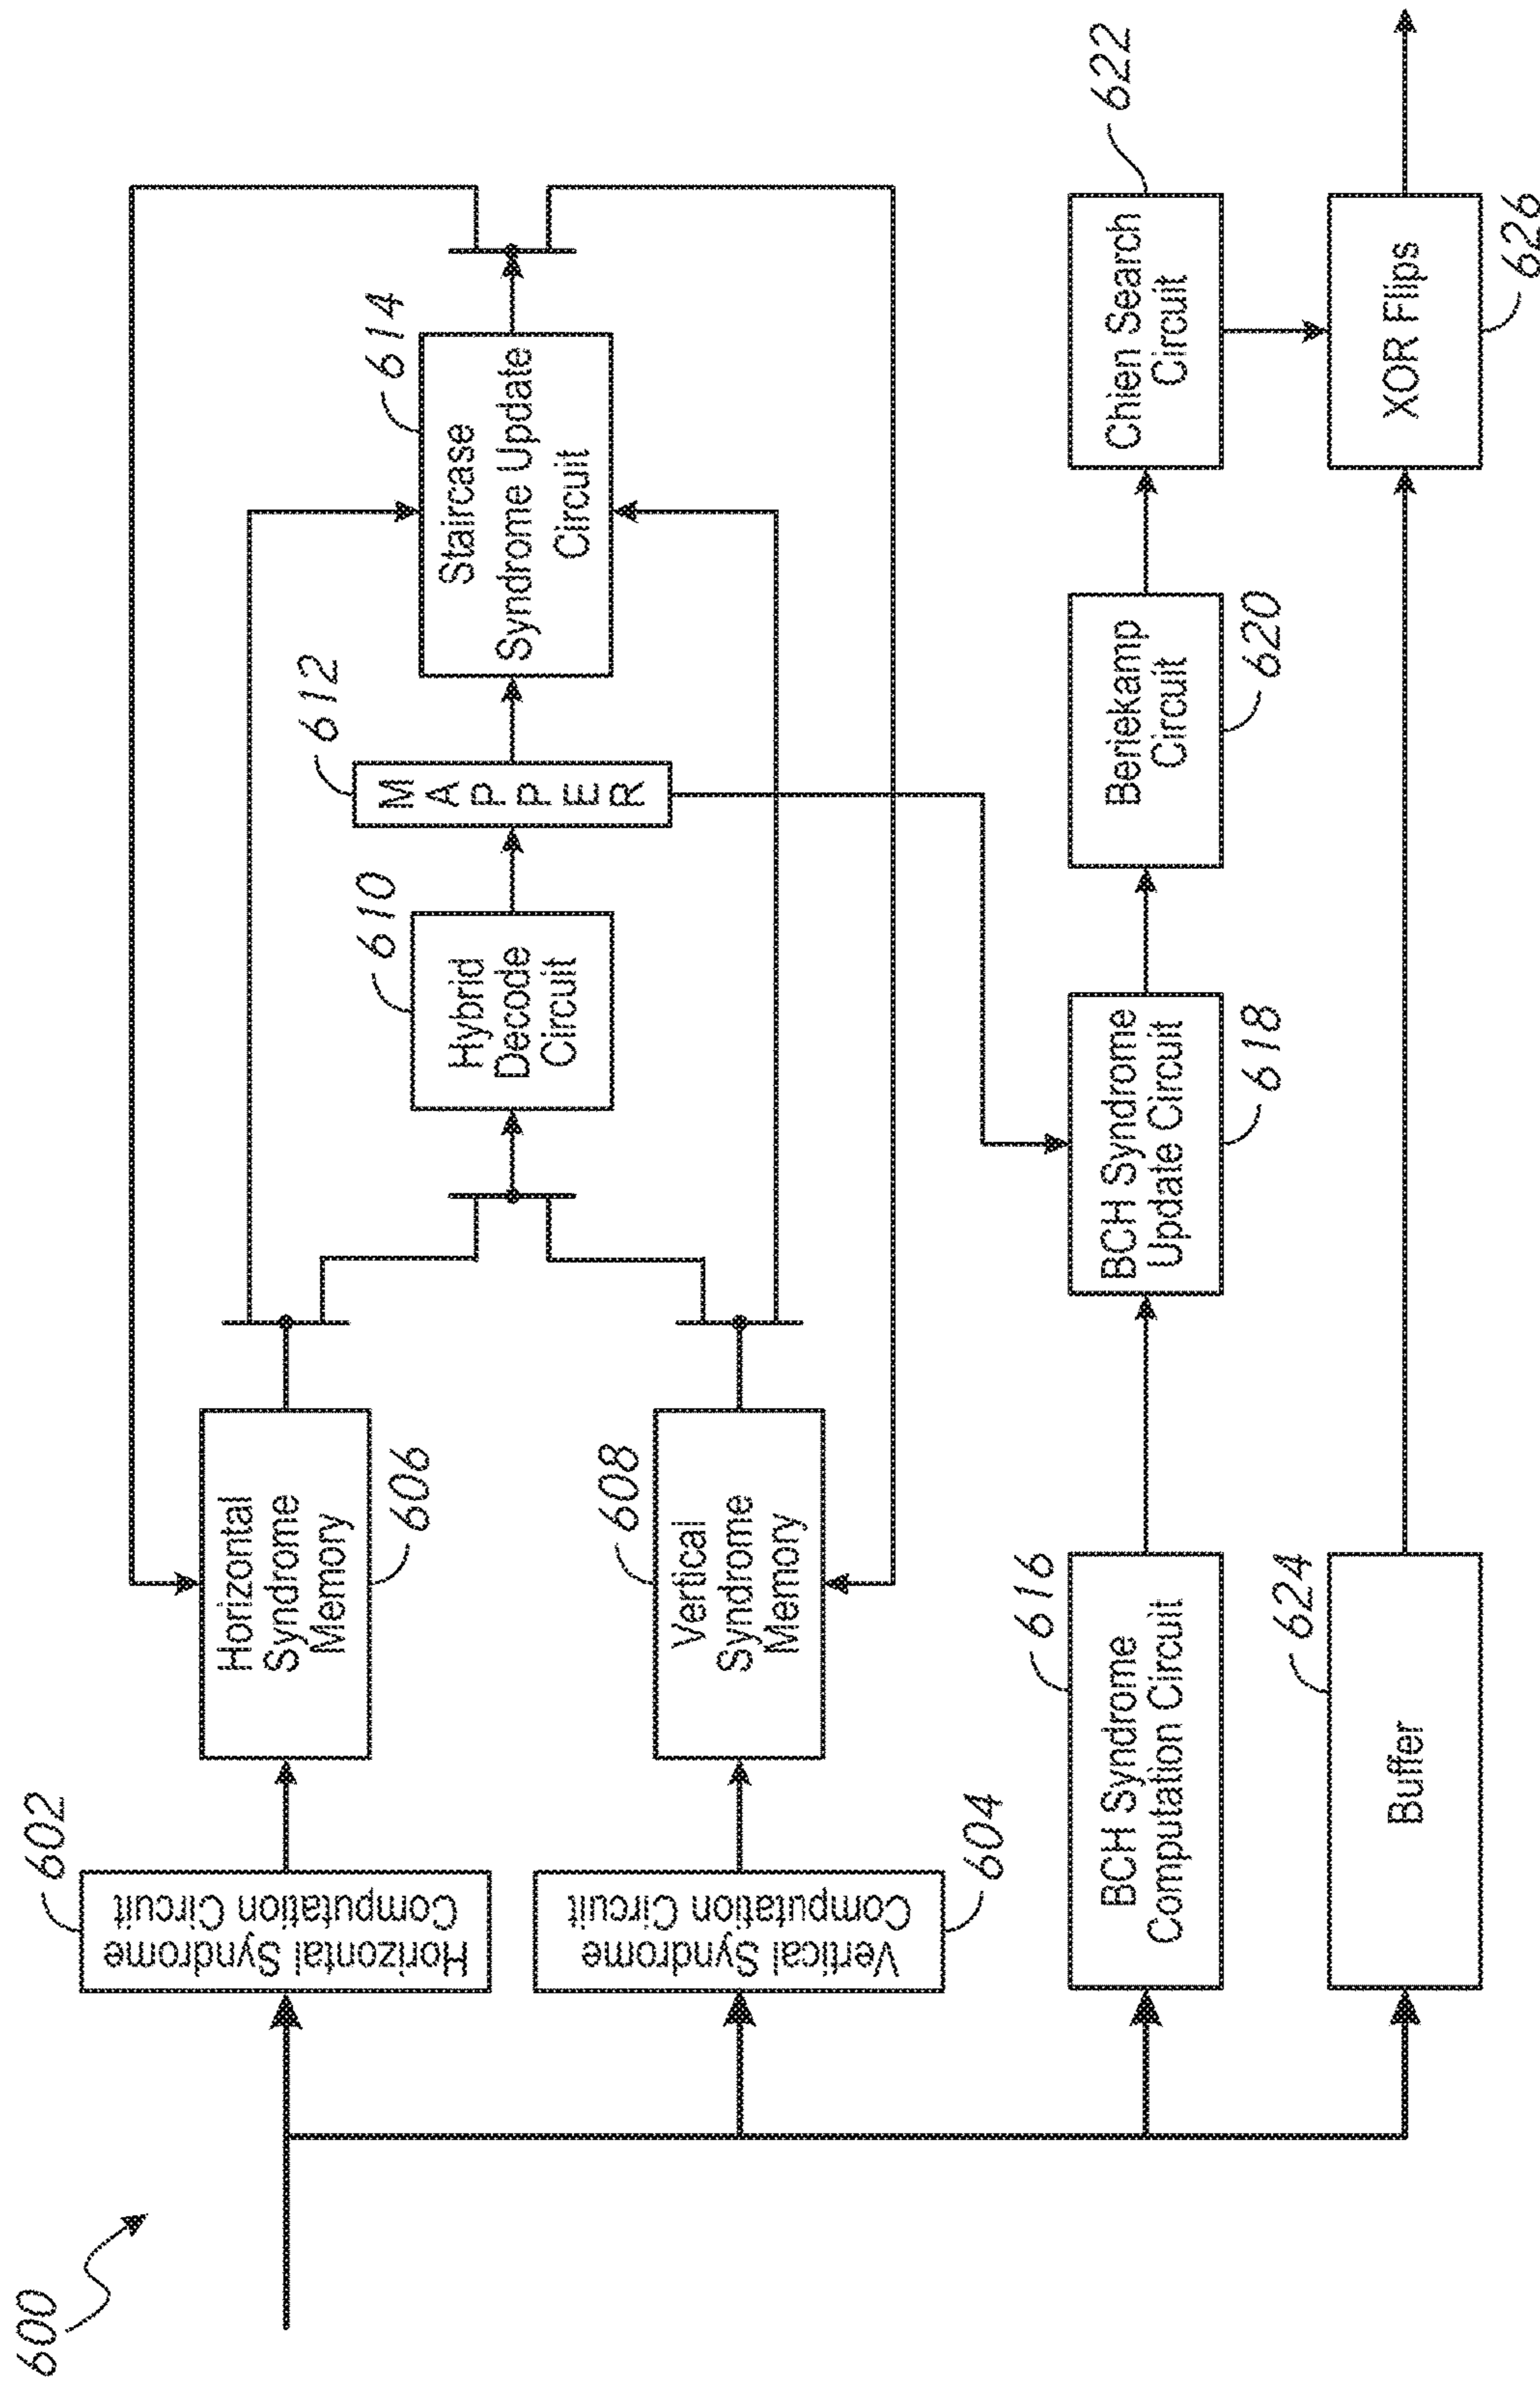 600
602
Horizontal Syndrome
Computation Circuit
Horizontal
Syndrome
Memory
606
604
Vertical Syndrome
Computation Circuit
608
Vertical
Syndrome
Memory
610
Hybrid
Decode
Circuit
612
MAPPER
614
Staircase
Syndrome Update
Circuit
616
BCH Syndrome
Computation Circuit
BCH Syndrome
Update Circuit
618
Berlekamp
Circuit
620
Chien Search
Circuit
622
624
Buffer
XOR Flips
626